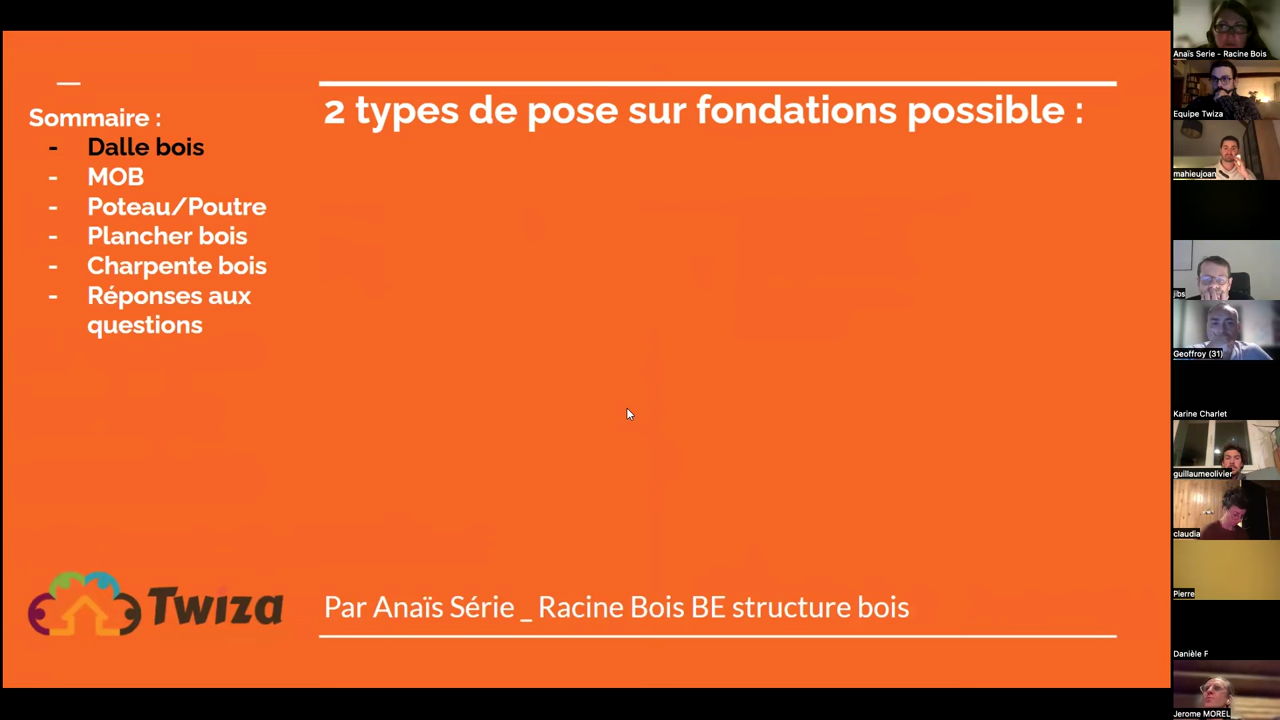 Sommaire :
- Dalle bois
- MOB
- Poteau/Poutre
- Plancher bois
- Charpente bois
- Réponses aux
questions
2 types de pose sur fondations possible :
Twiza
Par Anaïs Série _ Racine Bois BE structure bois
Anaïs Serie - Racine Bois
Equipe Twiza
mahieujoan
jibs
Geoffroy (31)
Karine Charlet
guillaumeolivier
claudia
Pierre
Danièle F
Jerome MOREL